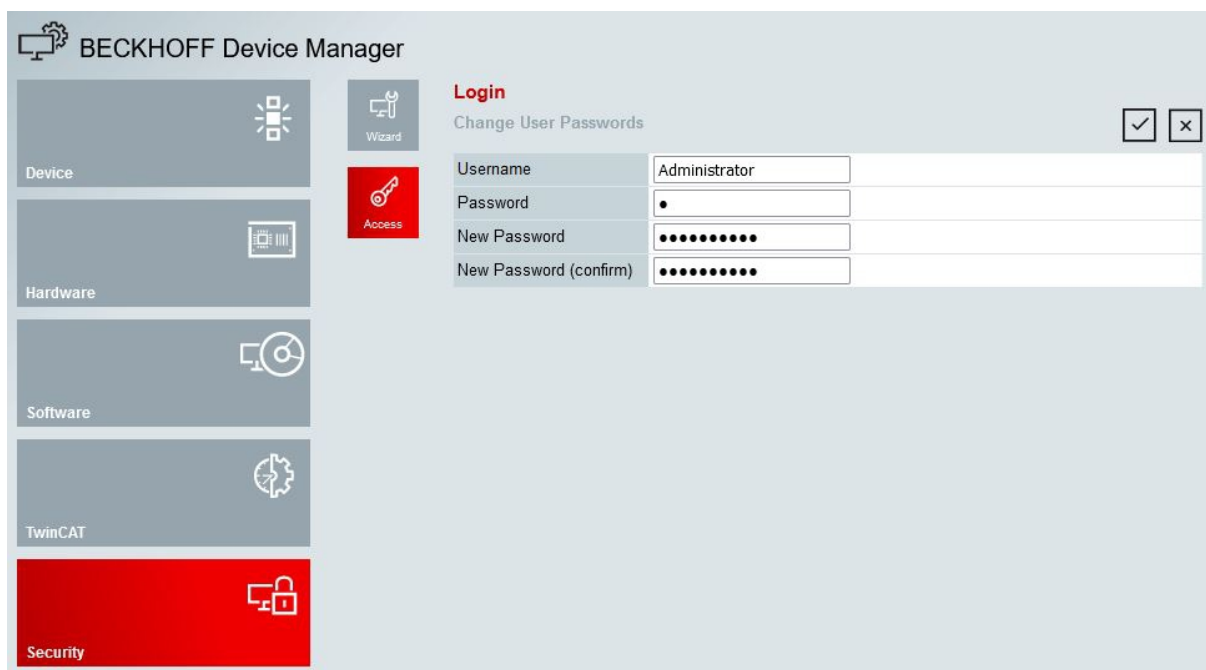 BECKHOFF Device Manager
Device
Hardware
Software
TwinCAT
Security
Wizard
Access
Login
Change User Passwords
Username Administrator
Password ●
New Password ●●●●●●●●●●
New Password (confirm) ●●●●●●●●●●